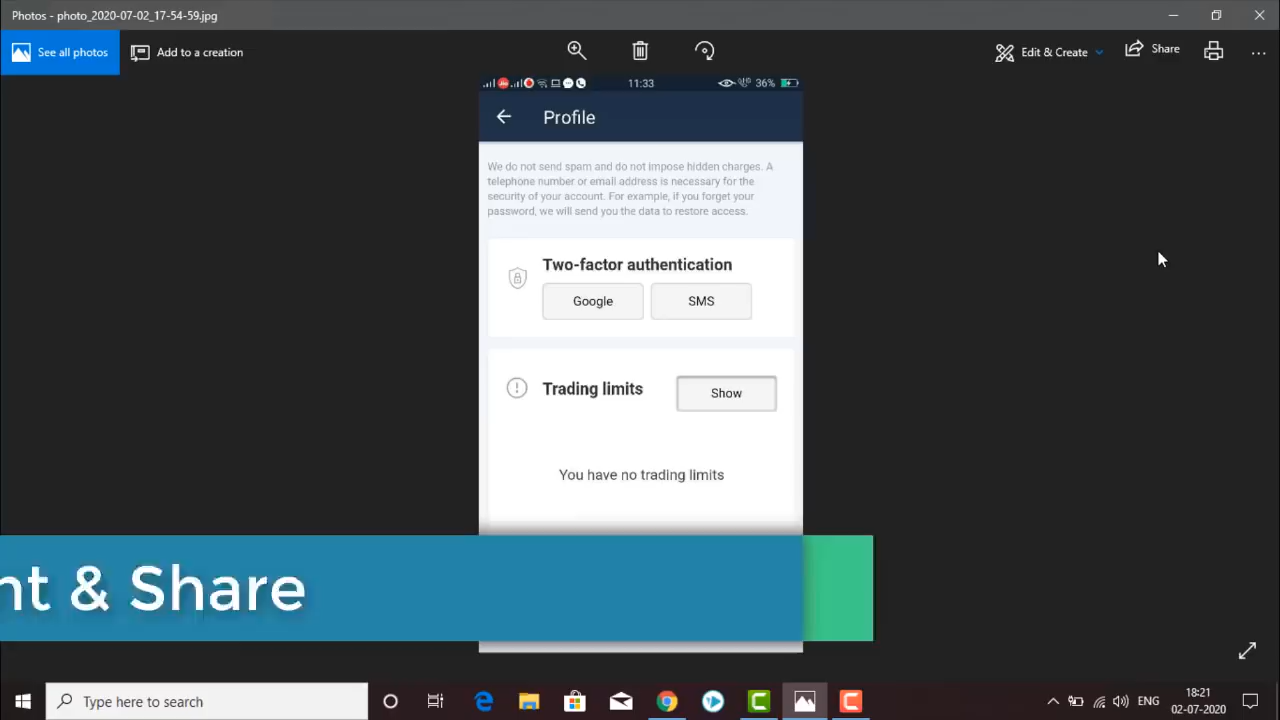 Photos - photo_2020-07-02_17-54-59.jpg
See all photos
Add to a creation
Edit & Create
Share
11:33
36%
Profile
We do not send spam and do not impose hidden charges. A
telephone number or email address is necessary for the
security of your account. For example, if you forget your
password, we will send you the data to restore access.
Two-factor authentication
Google
SMS
Trading limits
Show
You have no trading limits
nt & Share
Type here to search
ENG
18:21
02-07-2020